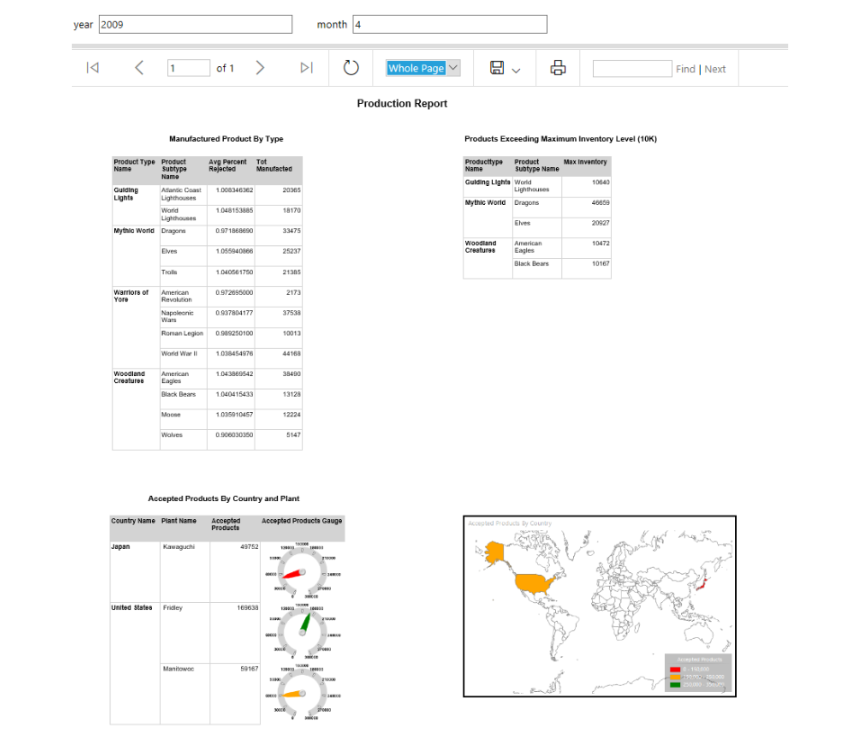 year 2009 month 4
1 of 1 Whole Page Find | Next
Production Report
Manufactured Product By Type
Product Type Name Product Subtype Name Avg Percent Rejected Tot Manufacted
Guiding Lights Atlantic Coast Lighthouses 1.006346362 20365
World Lighthouses 1.048153885 18170
Mythic World Dragons 0.971868690 33475
Elves 1.055940866 25237
Trolls 1.040561750 21385
Warriors of Yore American Revolution 0.972695000 2173
Napoleonic Wars 0.937804177 37538
Roman Legion 0.989250100 10013
World War II 1.038454976 44168
Woodland Creatures American Eagles 1.043869542 38490
Black Bears 1.040415433 13128
Moose 1.035910457 12224
Wolves 0.906030350 5147
Products Exceeding Maximum Inventory Level (10K)
Producttype Name Product Subtype Name Max Inventory
Guiding Lights World Lighthouses 10640
Mythic World Dragons 46659
Elves 20927
Woodland Creatures American Eagles 10472
Black Bears 10167
Accepted Products By Country and Plant
Country Name Plant Name Accepted Products Accepted Products Gauge
Japan Kawaguchi 49752
United States Fridley 169638
Manitowoc 59167
Accepted Products By Country
Accepted Products